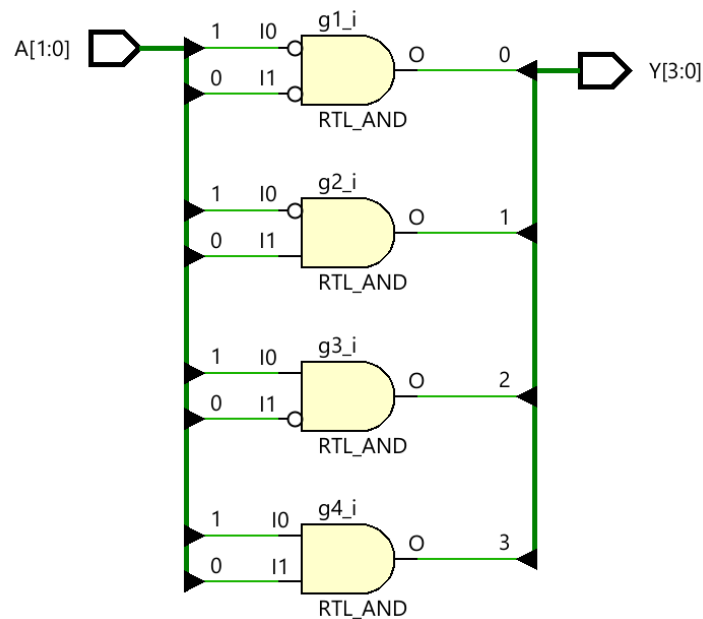 g1_i
A[1:0]
1 I0
O 0
Y[3:0]
0 I1
RTL_AND
g2_i
1 I0
O 1
0 I1
RTL_AND
g3_i
1 I0
O 2
0 I1
RTL_AND
g4_i
1 I0
O 3
0 I1
RTL_AND